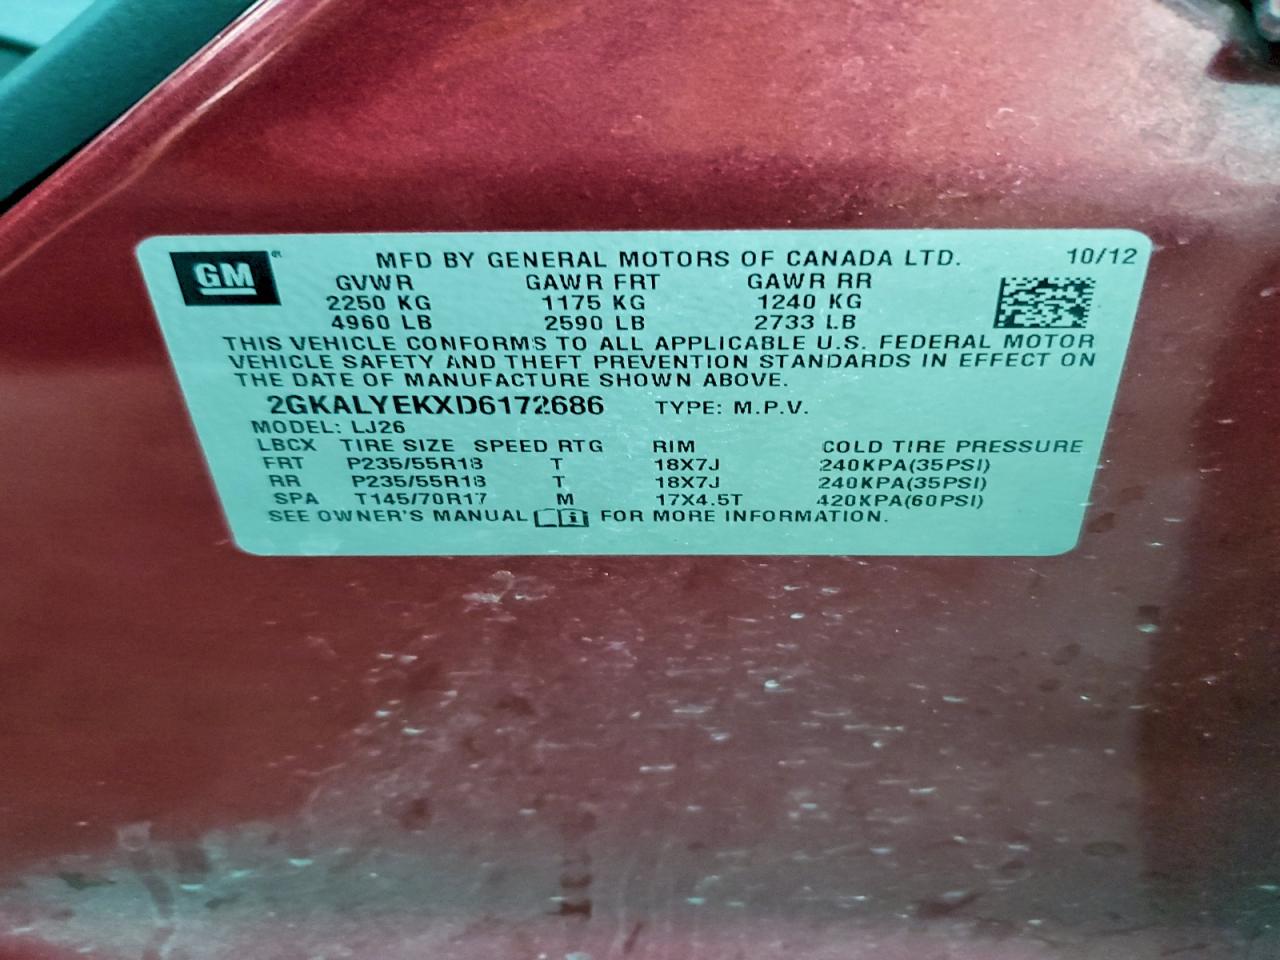 GM MFD BY GENERAL MOTORS OF CANADA LTD. 10/12
GVWR GAWR FRT GAWR RR
2250 KG 1175 KG 1240 KG
4960 LB 2590 LB 2733 LB
THIS VEHICLE CONFORMS TO ALL APPLICABLE U.S. FEDERAL MOTOR
VEHICLE SAFETY AND THEFT PREVENTION STANDARDS IN EFFECT ON
THE DATE OF MANUFACTURE SHOWN ABOVE.
2GKALYEKXD6172686 TYPE: M.P.V.
MODEL: LJ26
LBCX TIRE SIZE SPEED RTG RIM COLD TIRE PRESSURE
FRT P235/55R18 T 18X7J 240KPA(35PSI)
RR P235/55R18 T 18X7J 240KPA(35PSI)
SPA T145/70R17 M 17X4.5T 420KPA(60PSI)
SEE OWNER'S MANUAL FOR MORE INFORMATION.